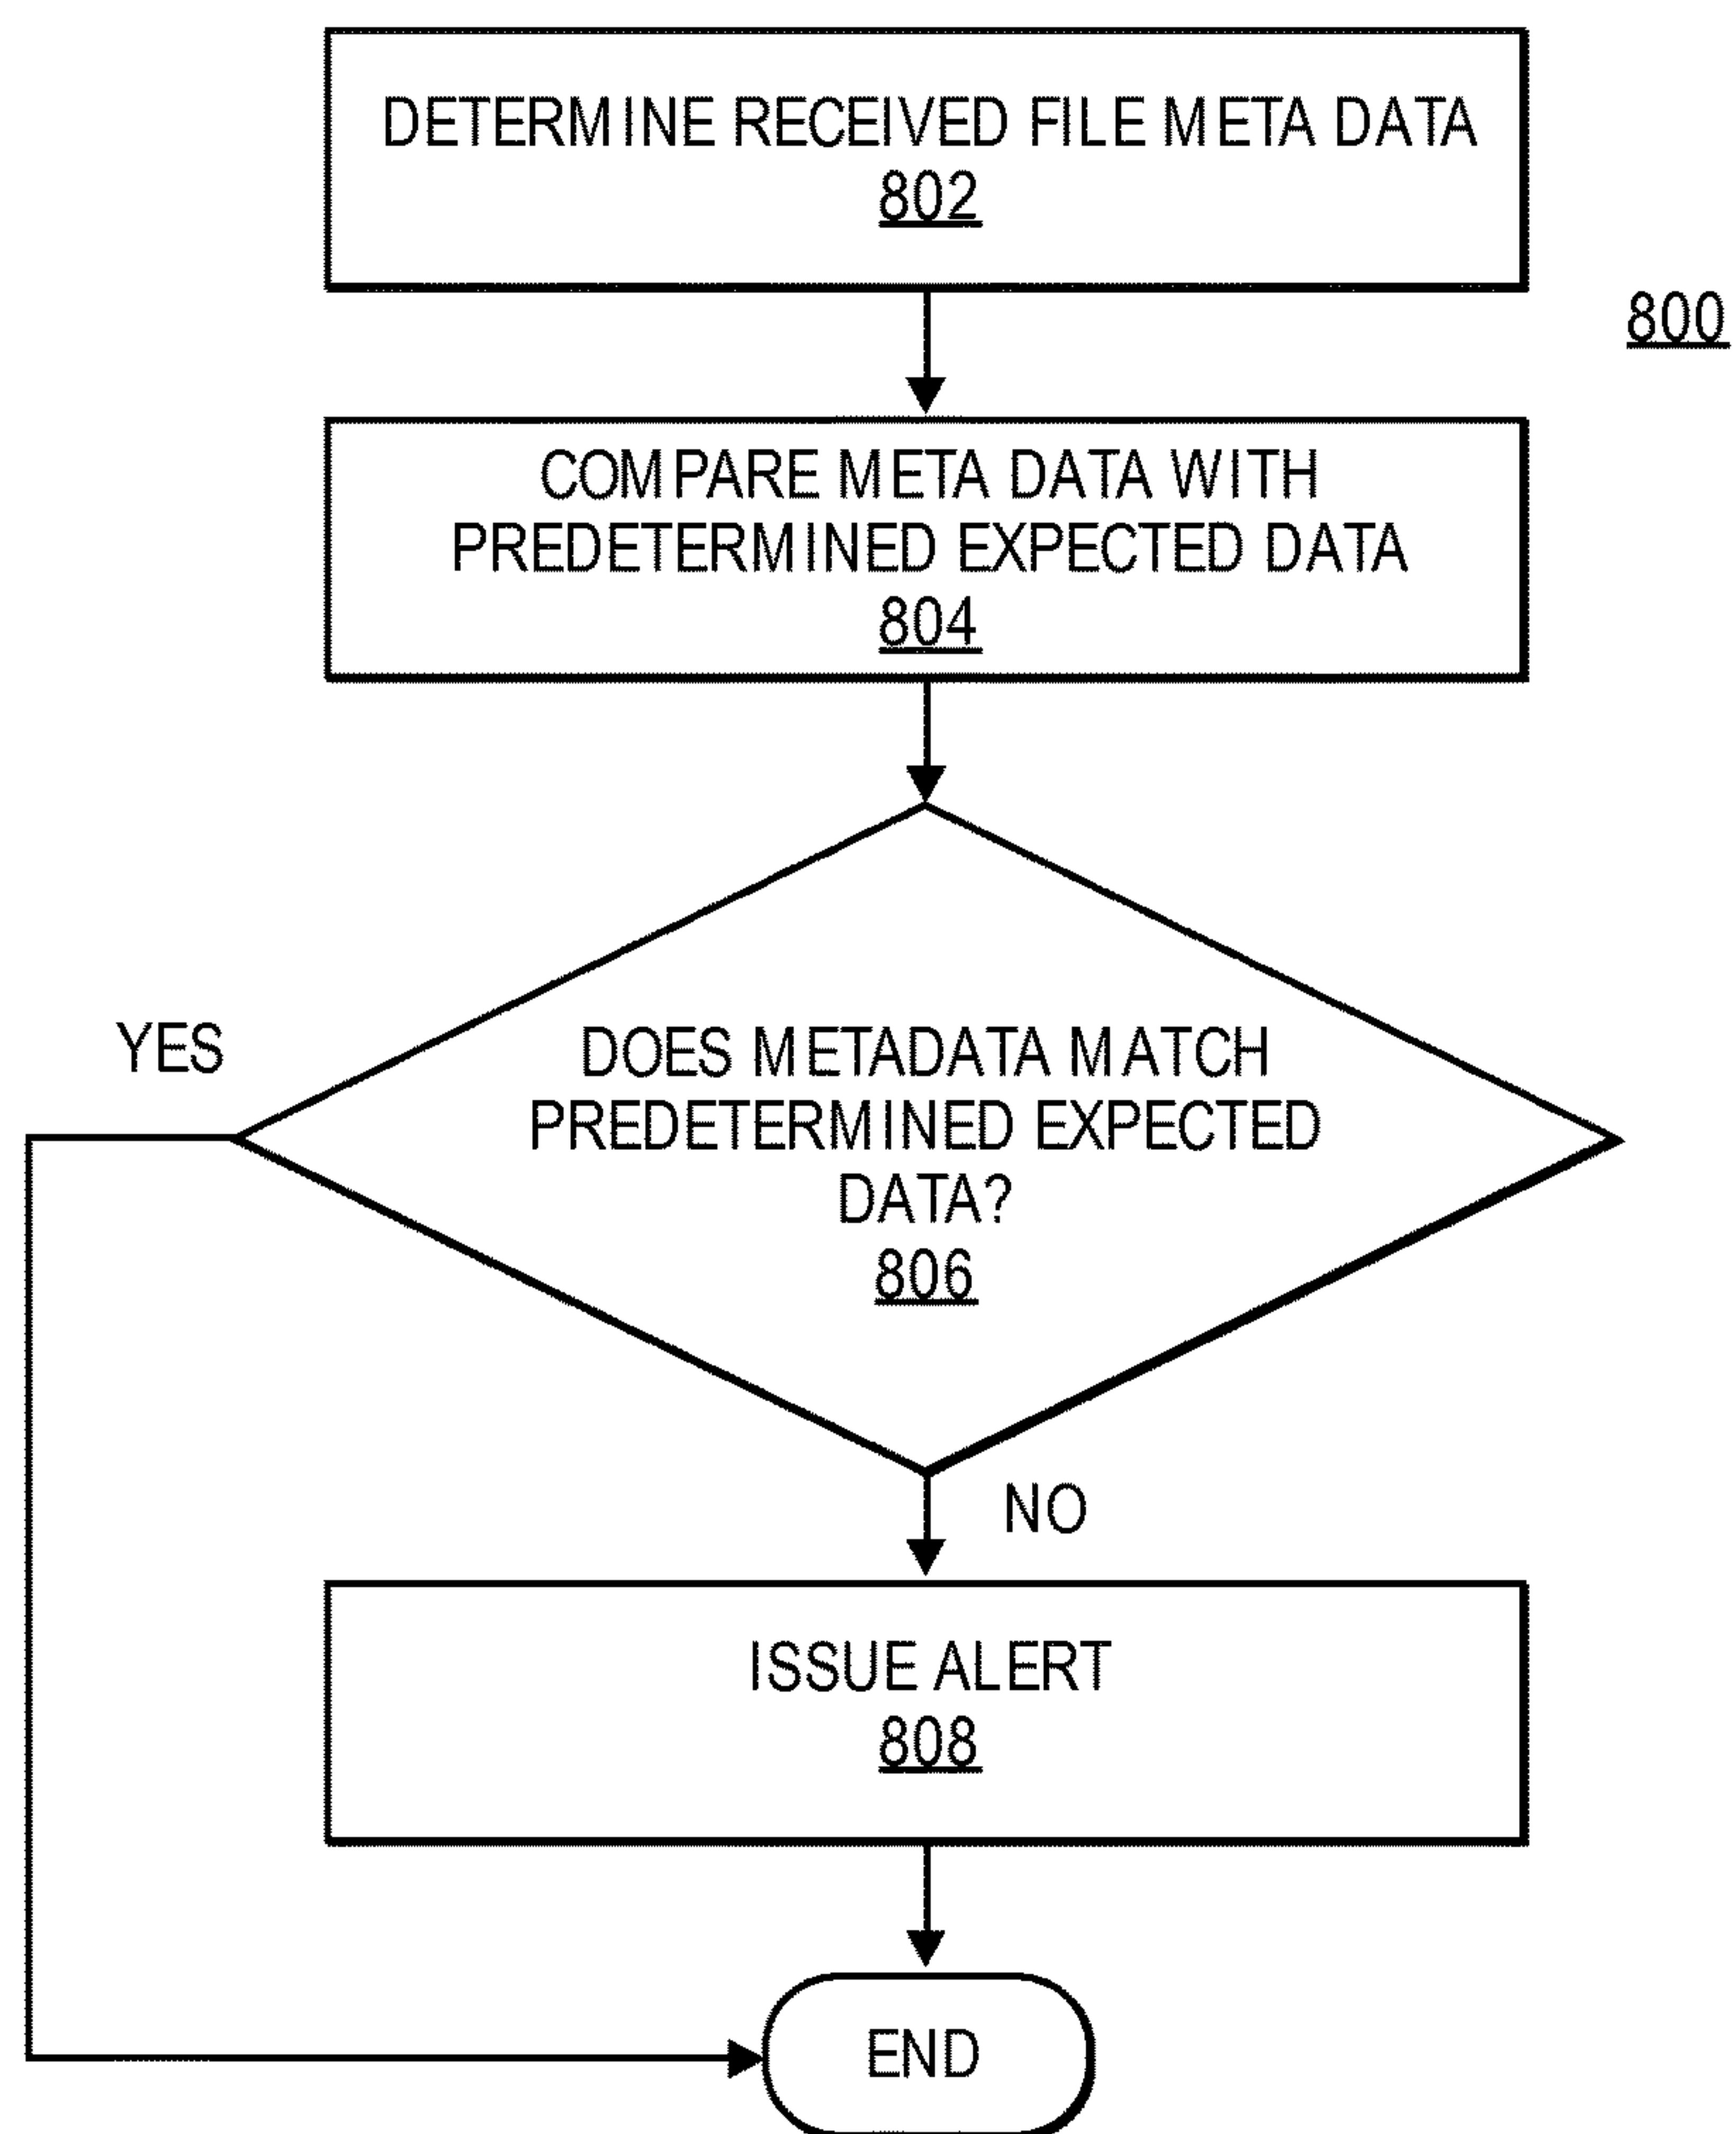 DETERMINE RECEIVED FILE META DATA
802
800
COMPARE META DATA WITH
PREDETERMINED EXPECTED DATA
804
YES
DOES METADATA MATCH
PREDETERMINED EXPECTED
DATA?
806
NO
ISSUE ALERT
808
END